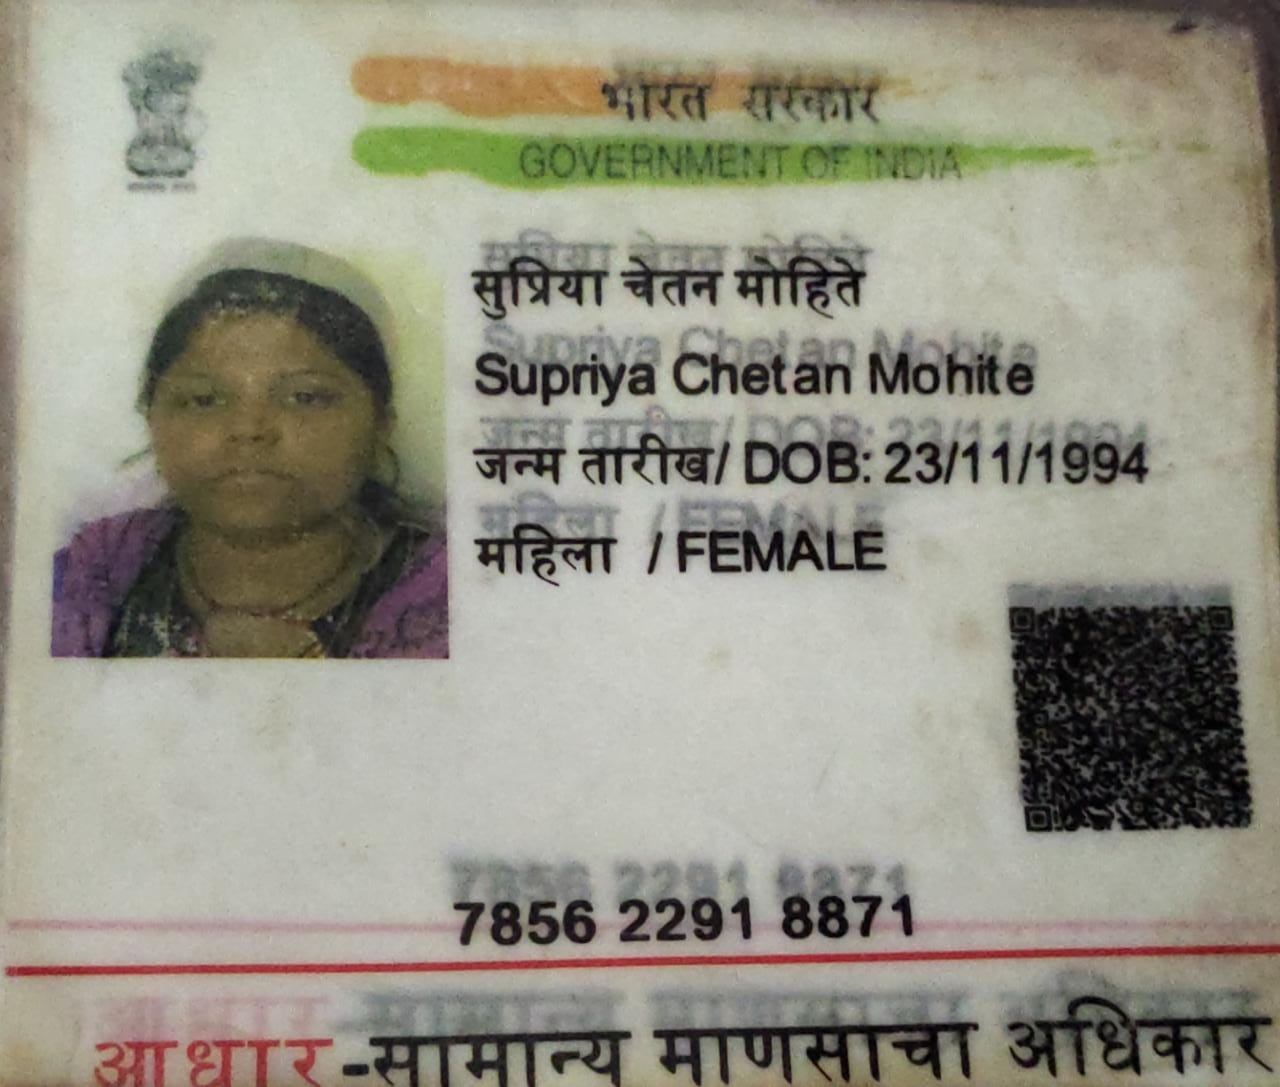 भारत सरकार
GOVERNMENT OF INDIA
सुप्रिया चेतन मोहिते
Supriya Chetan Mohite
जन्म तारीख/ DOB: 23/11/1994
महिला / FEMALE
7856 2291 8871
आधार-सामान्य माणसाचा अधिकार